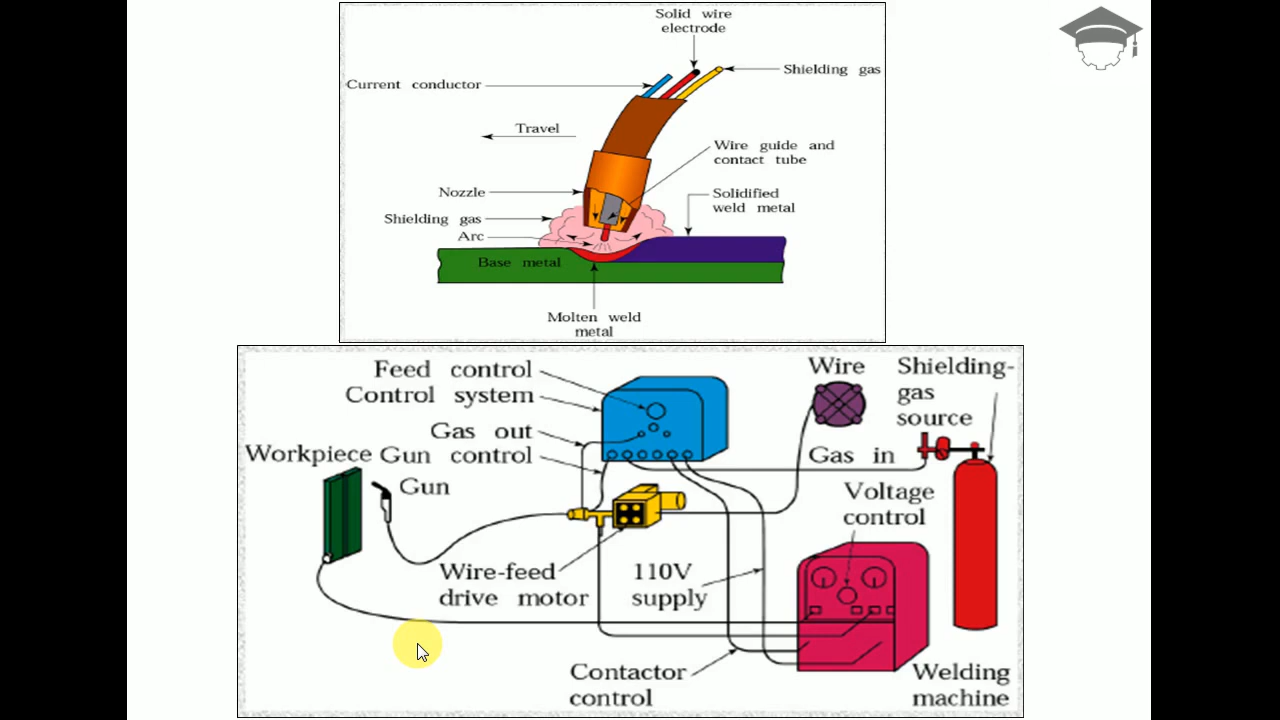 Solid wire
electrode
Shielding gas
Current conductor
Travel
Wire guide and
contact tube
Nozzle
Solidified
weld metal
Shielding gas
Arc
Base metal
Molten weld
metal
Feed control
Control system
Wire
Shielding-
gas
source
Gas out
Workpiece
Gun control
Gas in
Gun
Voltage
control
Wire-feed
drive motor
110V
supply
Contactor
control
Welding
machine